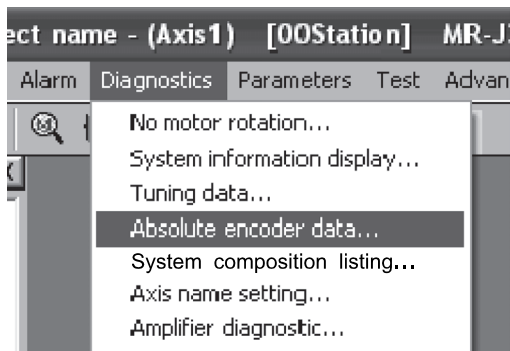 ect name - (Axis1) [00Station] MR-J3
Alarm Diagnostics Parameters Test Advan
No motor rotation...
System information display...
Tuning data...
Absolute encoder data...
System composition listing...
Axis name setting...
Amplifier diagnostic...